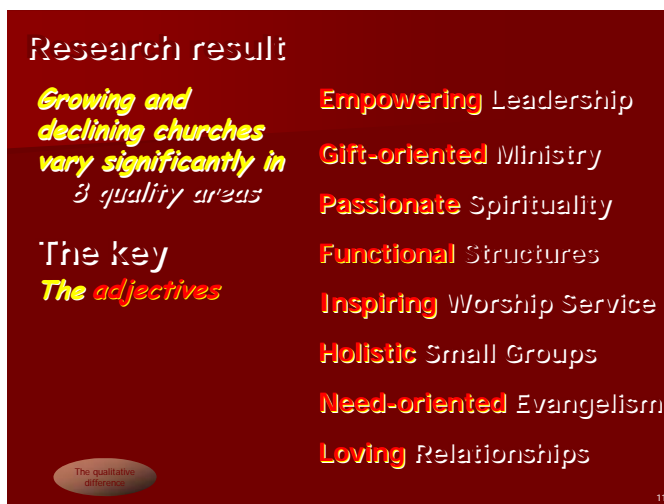 Research result
Growing and
declining churches
vary significantly in
8 quality areas
The key
The adjectives
Empowering Leadership
Gift-oriented Ministry
Passionate Spirituality
Functional Structures
Inspiring Worship Service
Holistic Small Groups
Need-oriented Evangelism
Loving Relationships
The qualitative
difference
11